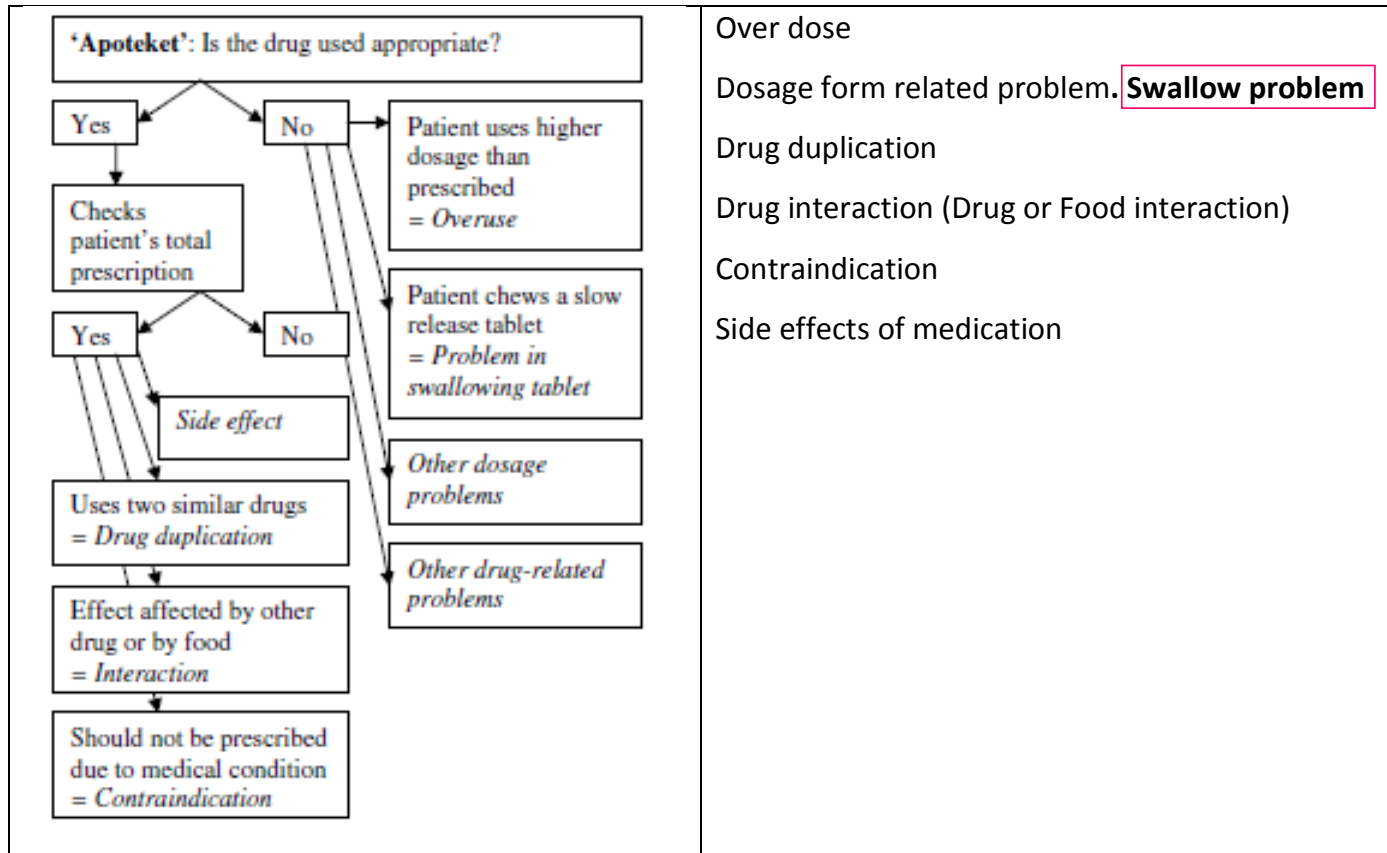 ‘Apoteket’: Is the drug used appropriate?
Yes
No
Patient uses higher
dosage than
prescribed
= Overuse
Checks
patient’s total
prescription
Patient chews a slow
release tablet
= Problem in
swallowing tablet
Yes
No
Side effect
Other dosage
problems
Uses two similar drugs
= Drug duplication
Other drug-related
problems
Effect affected by other
drug or by food
= Interaction
Should not be prescribed
due to medical condition
= Contraindication
Over dose
Dosage form related problem. Swallow problem
Drug duplication
Drug interaction (Drug or Food interaction)
Contraindication
Side effects of medication